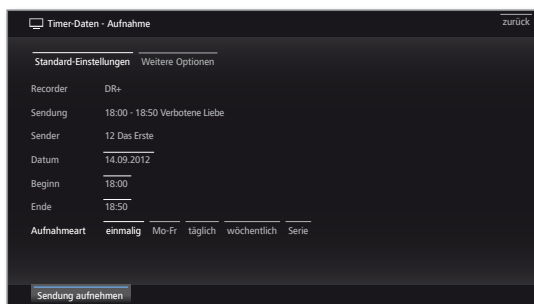 Timer-Daten - Aufnahme zurück
Standard-Einstellungen Weitere Optionen
Recorder DR+
Sendung 18:00 - 18:50 Verbotene Liebe
Sender 12 Das Erste
Datum 14.09.2012
Beginn 18:00
Ende 18:50
Aufnahmeart einmalig Mo-Fr täglich wöchentlich Serie
Sendung aufnehmen